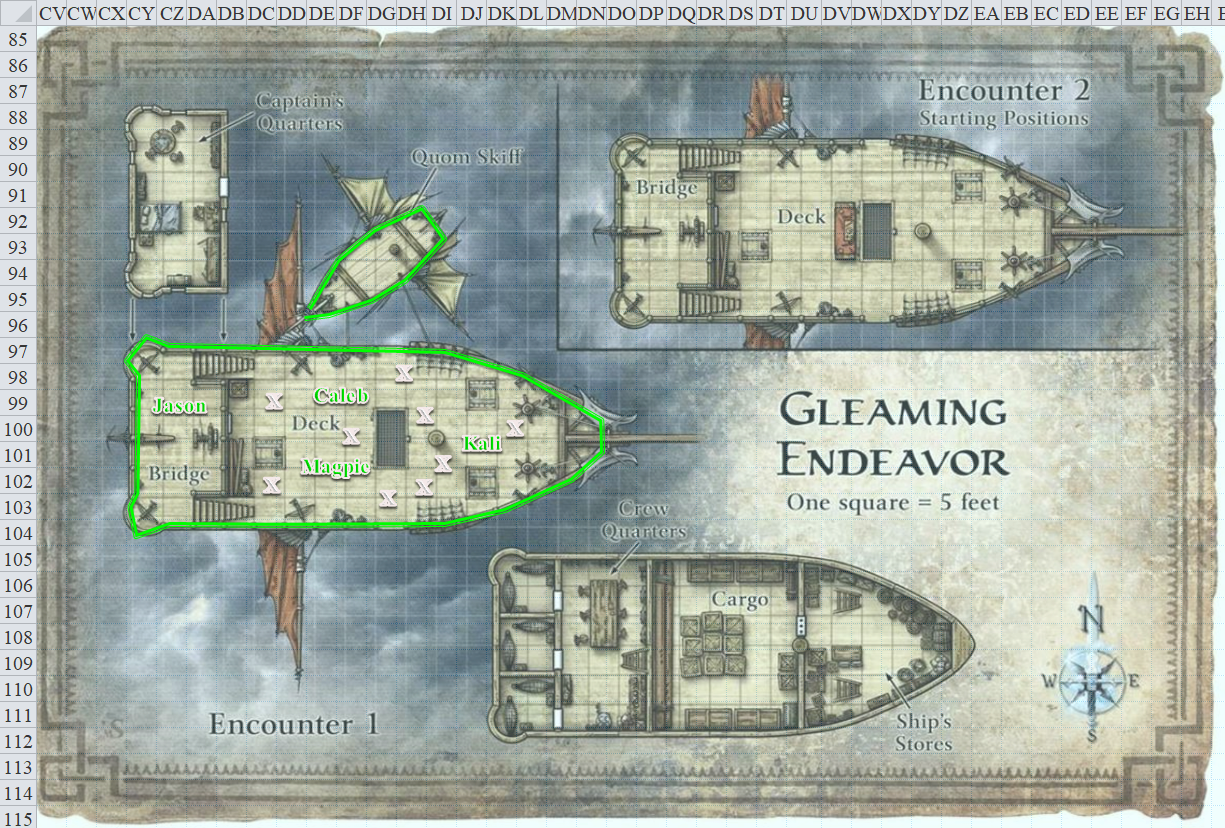 CV CW CX CY CZ DA DB DC DD DE DF DG DH DI DJ DK DL DM DN DO DP DQ DR DS DT DU DV DW DX DY DZ EA EB EC ED EE EF EG EH
85
86
87
88
89
90
91
92
93
94
95
96
97
98
99
100
101
102
103
104
105
106
107
108
109
110
111
112
113
114
115
Captain's
Quarters
Quom Skiff
Encounter 2
Starting Positions
Bridge
Deck
Jason
Caleb
X
X
X
X
X
X
X
X
X
Deck
Kali
Magpie
Bridge
GLEAMING
ENDEAVOR
One square = 5 feet
Crew
Quarters
Cargo
Ship's
Stores
Encounter 1
N
W
E
S